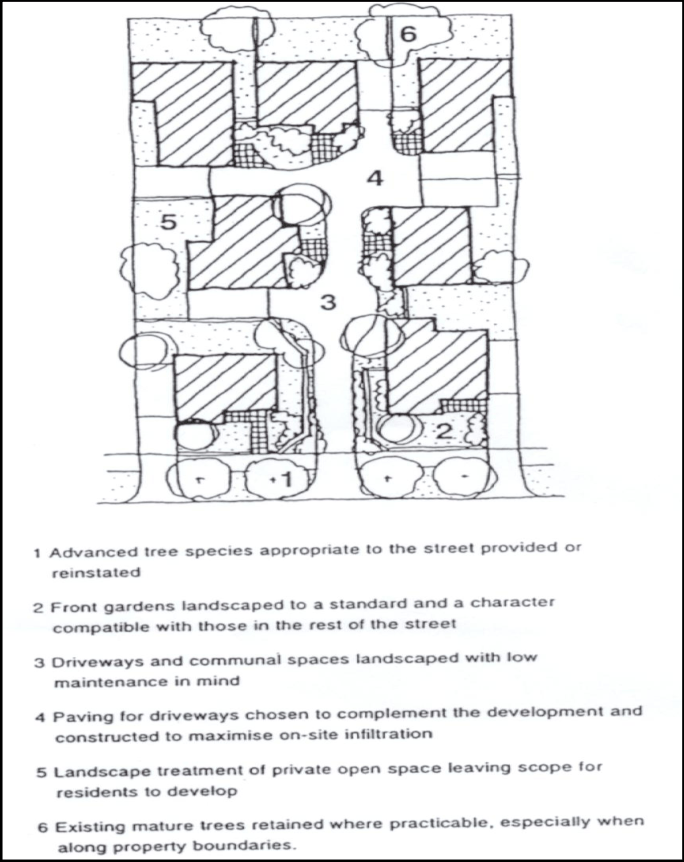 6
4
5
3
2
1
1 Advanced tree species appropriate to the street provided or
reinstated
2 Front gardens landscaped to a standard and a character
compatible with those in the rest of the street
3 Driveways and communal spaces landscaped with low
maintenance in mind
4 Paving for driveways chosen to complement the development and
constructed to maximise on-site infiltration
5 Landscape treatment of private open space leaving scope for
residents to develop
6 Existing mature trees retained where practicable, especially when
along property boundaries.